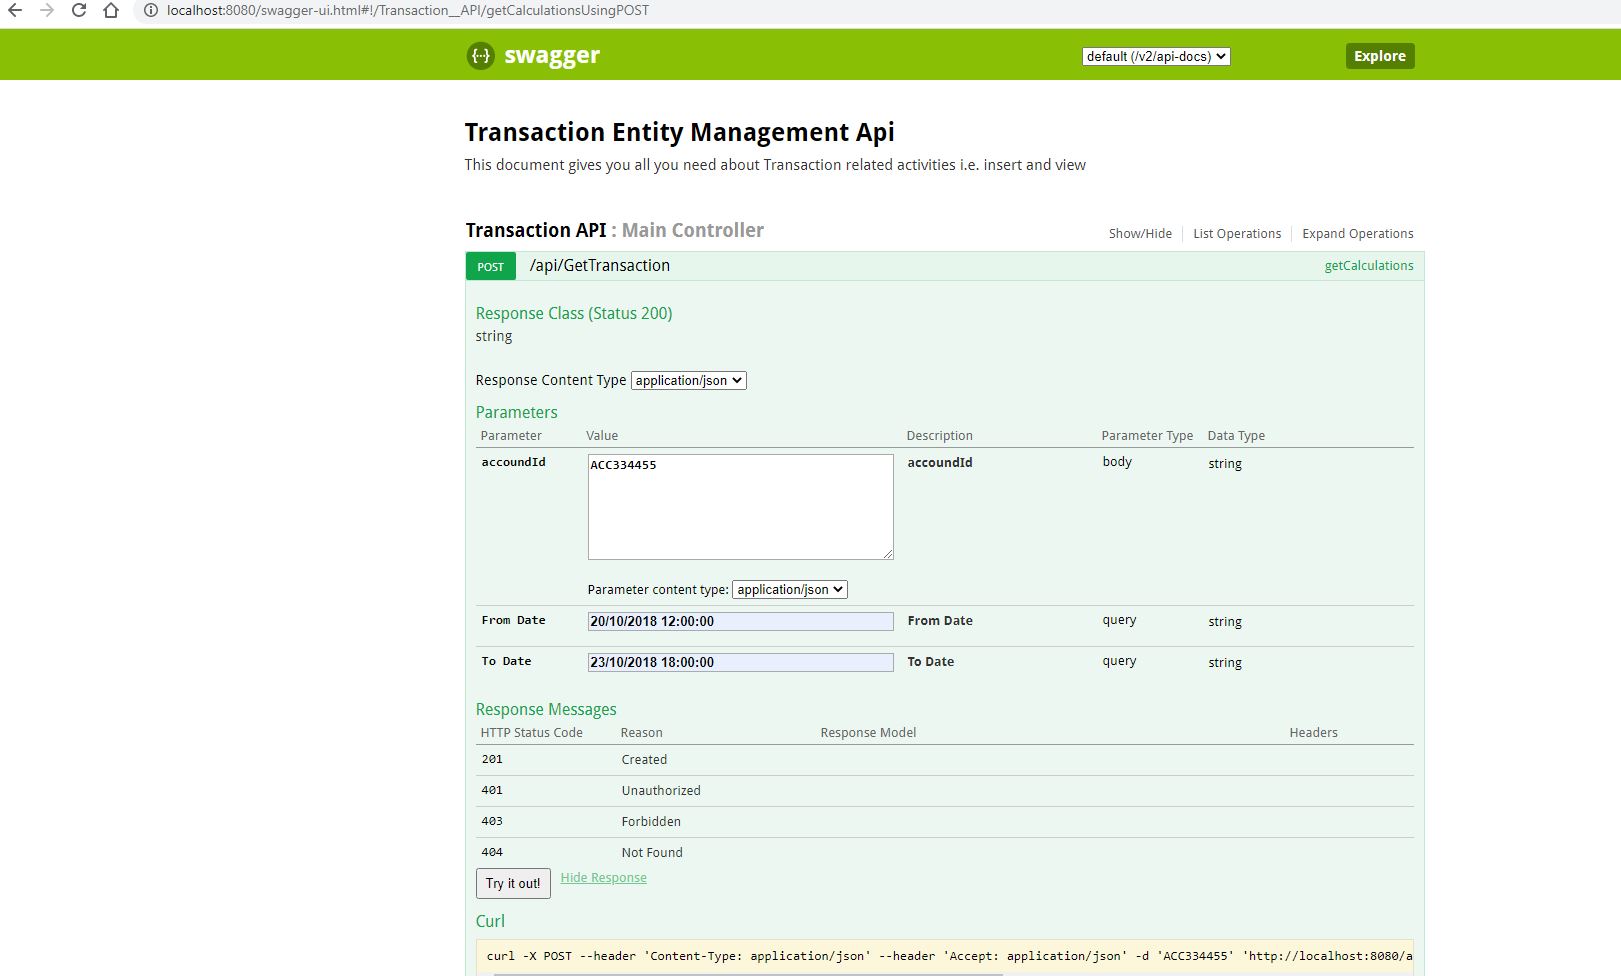 localhost:8080/swagger-ui.html#!/Transaction__API/getCalculationsUsingPOST
{···} swagger default (/v2/api-docs) Explore
Transaction Entity Management Api
This document gives you all you need about Transaction related activities i.e. insert and view
Transaction API : Main Controller Show/Hide List Operations Expand Operations
POST /api/GetTransaction getCalculations
Response Class (Status 200)
string
Response Content Type application/json
Parameters
Parameter Value Description Parameter Type Data Type
accoundId ACC334455 accoundId body string
Parameter content type: application/json
From Date 20/10/2018 12:00:00 From Date query string
To Date 23/10/2018 18:00:00 To Date query string
Response Messages
HTTP Status Code Reason Response Model Headers
201 Created
401 Unauthorized
403 Forbidden
404 Not Found
Try it out! Hide Response
Curl
curl -X POST --header 'Content-Type: application/json' --header 'Accept: application/json' -d 'ACC334455' 'http://localhost:8080/a